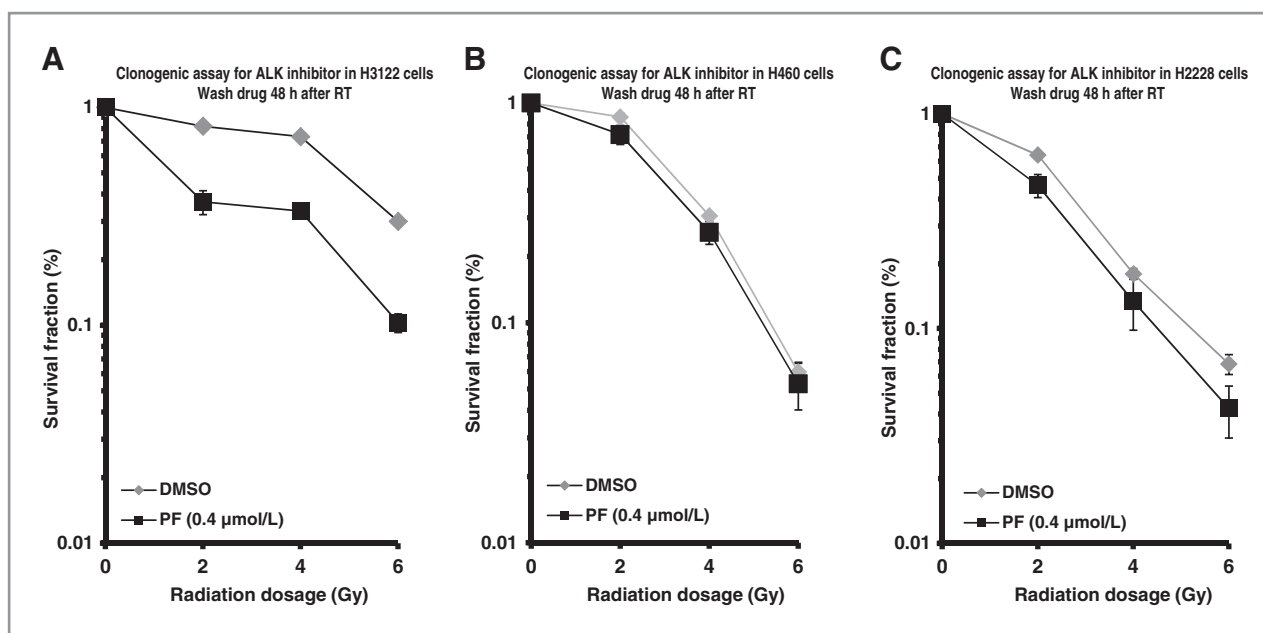 A
Clonogenic assay for ALK inhibitor in H3122 cells
Wash drug 48 h after RT
1
0.1
0.01
Survival fraction (%)
DMSO
PF (0.4 µmol/L)
0 2 4 6
Radiation dosage (Gy)
B
Clonogenic assay for ALK inhibitor in H460 cells
Wash drug 48 h after RT
1
0.1
0.01
Survival fraction (%)
DMSO
PF (0.4 µmol/L)
0 2 4 6
Radiation dosage (Gy)
C
Clonogenic assay for ALK inhibitor in H2228 cells
Wash drug 48 h after RT
1
0.1
0.01
Survival fraction (%)
DMSO
PF (0.4 µmol/L)
0 2 4 6
Radiation dosage (Gy)